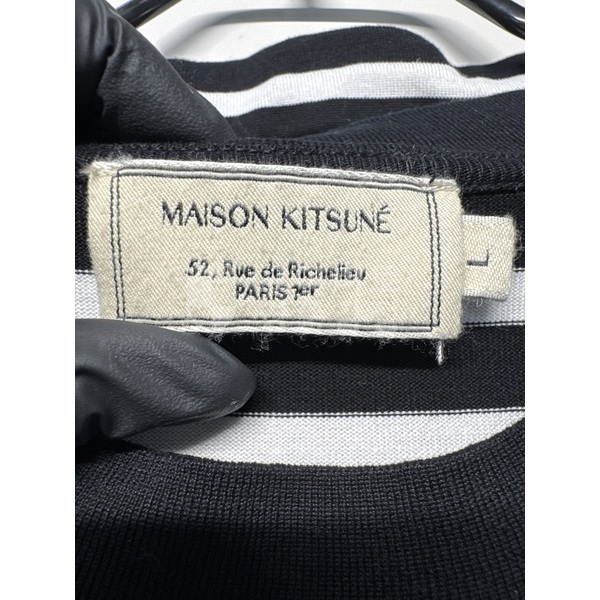 MAISON KITSUNÉ
52, Rue de Richelieu
PARIS 1er
L